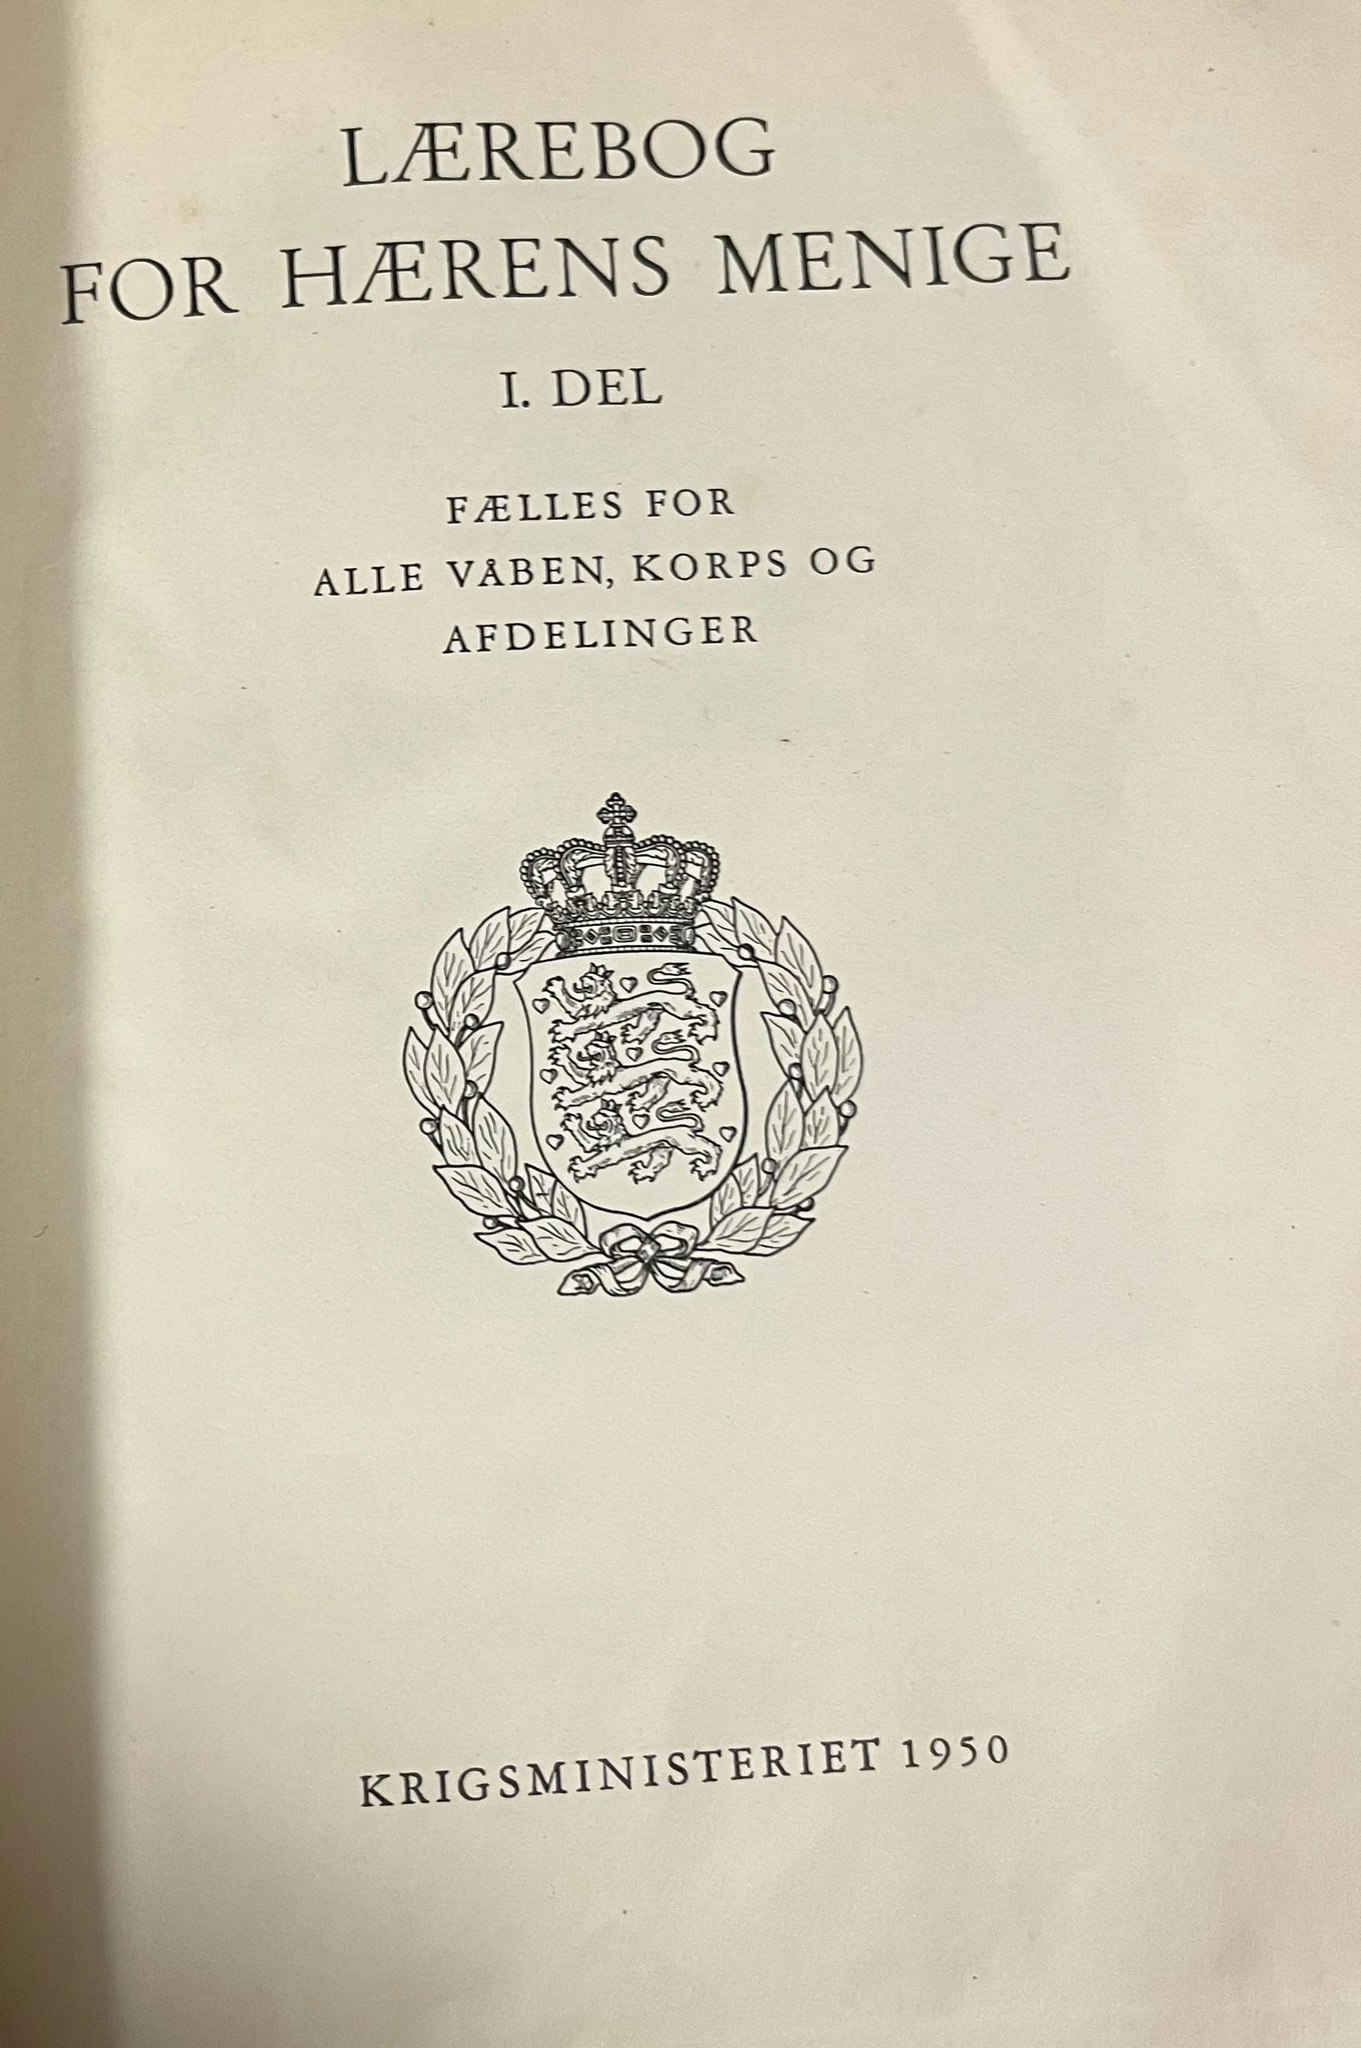 LÆREBOG
FOR HÆRENS MENIGE
I. DEL
FÆLLES FOR
ALLE VÅBEN, KORPS OG
AFDELINGER
KRIGSMINISTERIET 1950